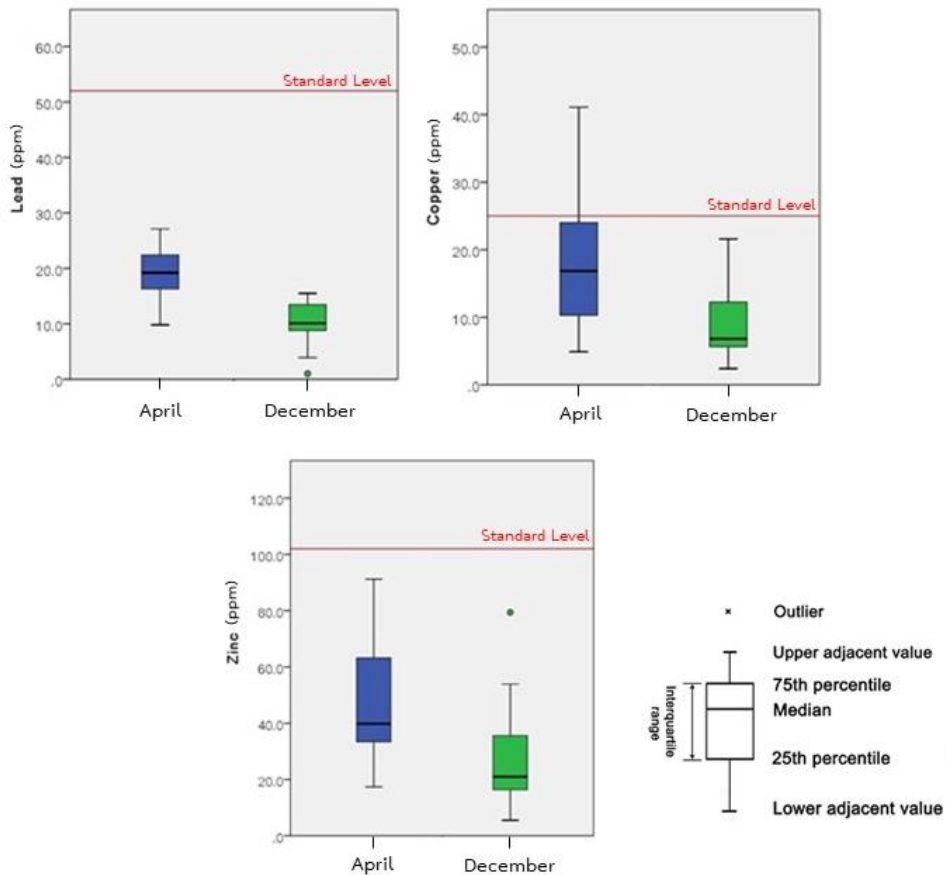 Lead (ppm)
60.0
50.0
40.0
30.0
20.0
10.0
.0
Standard Level
April
December
Copper (ppm)
50.0
40.0
30.0
20.0
10.0
.0
Standard Level
April
December
Zinc (ppm)
120.0
100.0
80.0
60.0
40.0
20.0
.0
Standard Level
April
December
Outlier
Upper adjacent value
75th percentile
Median
25th percentile
Lower adjacent value
Interquartile
range